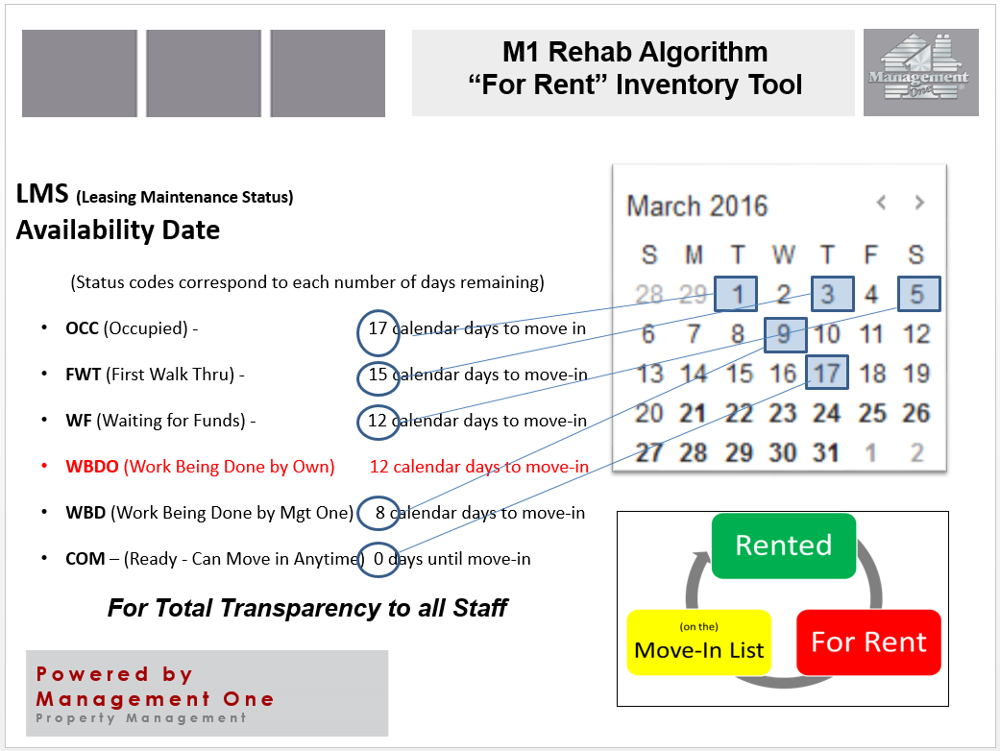 M1 Rehab Algorithm
“For Rent” Inventory Tool
Management
One
®
LMS (Leasing Maintenance Status)
Availability Date
(Status codes correspond to each number of days remaining)
• OCC (Occupied) - 17 calendar days to move in
• FWT (First Walk Thru) - 15 calendar days to move-in
• WF (Waiting for Funds) - 12 calendar days to move-in
• WBDO (Work Being Done by Own) 12 calendar days to move-in
• WBD (Work Being Done by Mgt One) 8 calendar days to move-in
• COM – (Ready - Can Move in Anytime) 0 days until move-in
For Total Transparency to all Staff
Powered by
Management One
Property Management
March 2016 < >
S M T W T F S
28 29 1 2 3 4 5
6 7 8 9 10 11 12
13 14 15 16 17 18 19
20 21 22 23 24 25 26
27 28 29 30 31 1 2
Rented
(on the)
Move-In List
For Rent